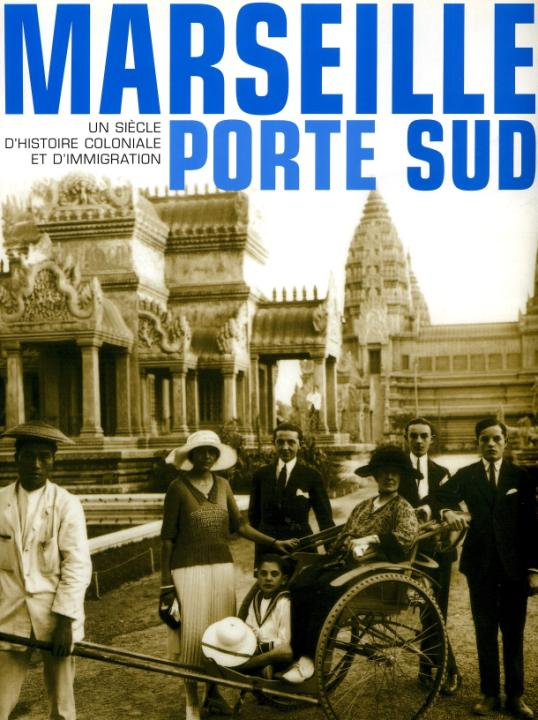 MARSEILLE
UN SIÈCLE
D'HISTOIRE COLONIALE
ET D'IMMIGRATION
PORTE SUD